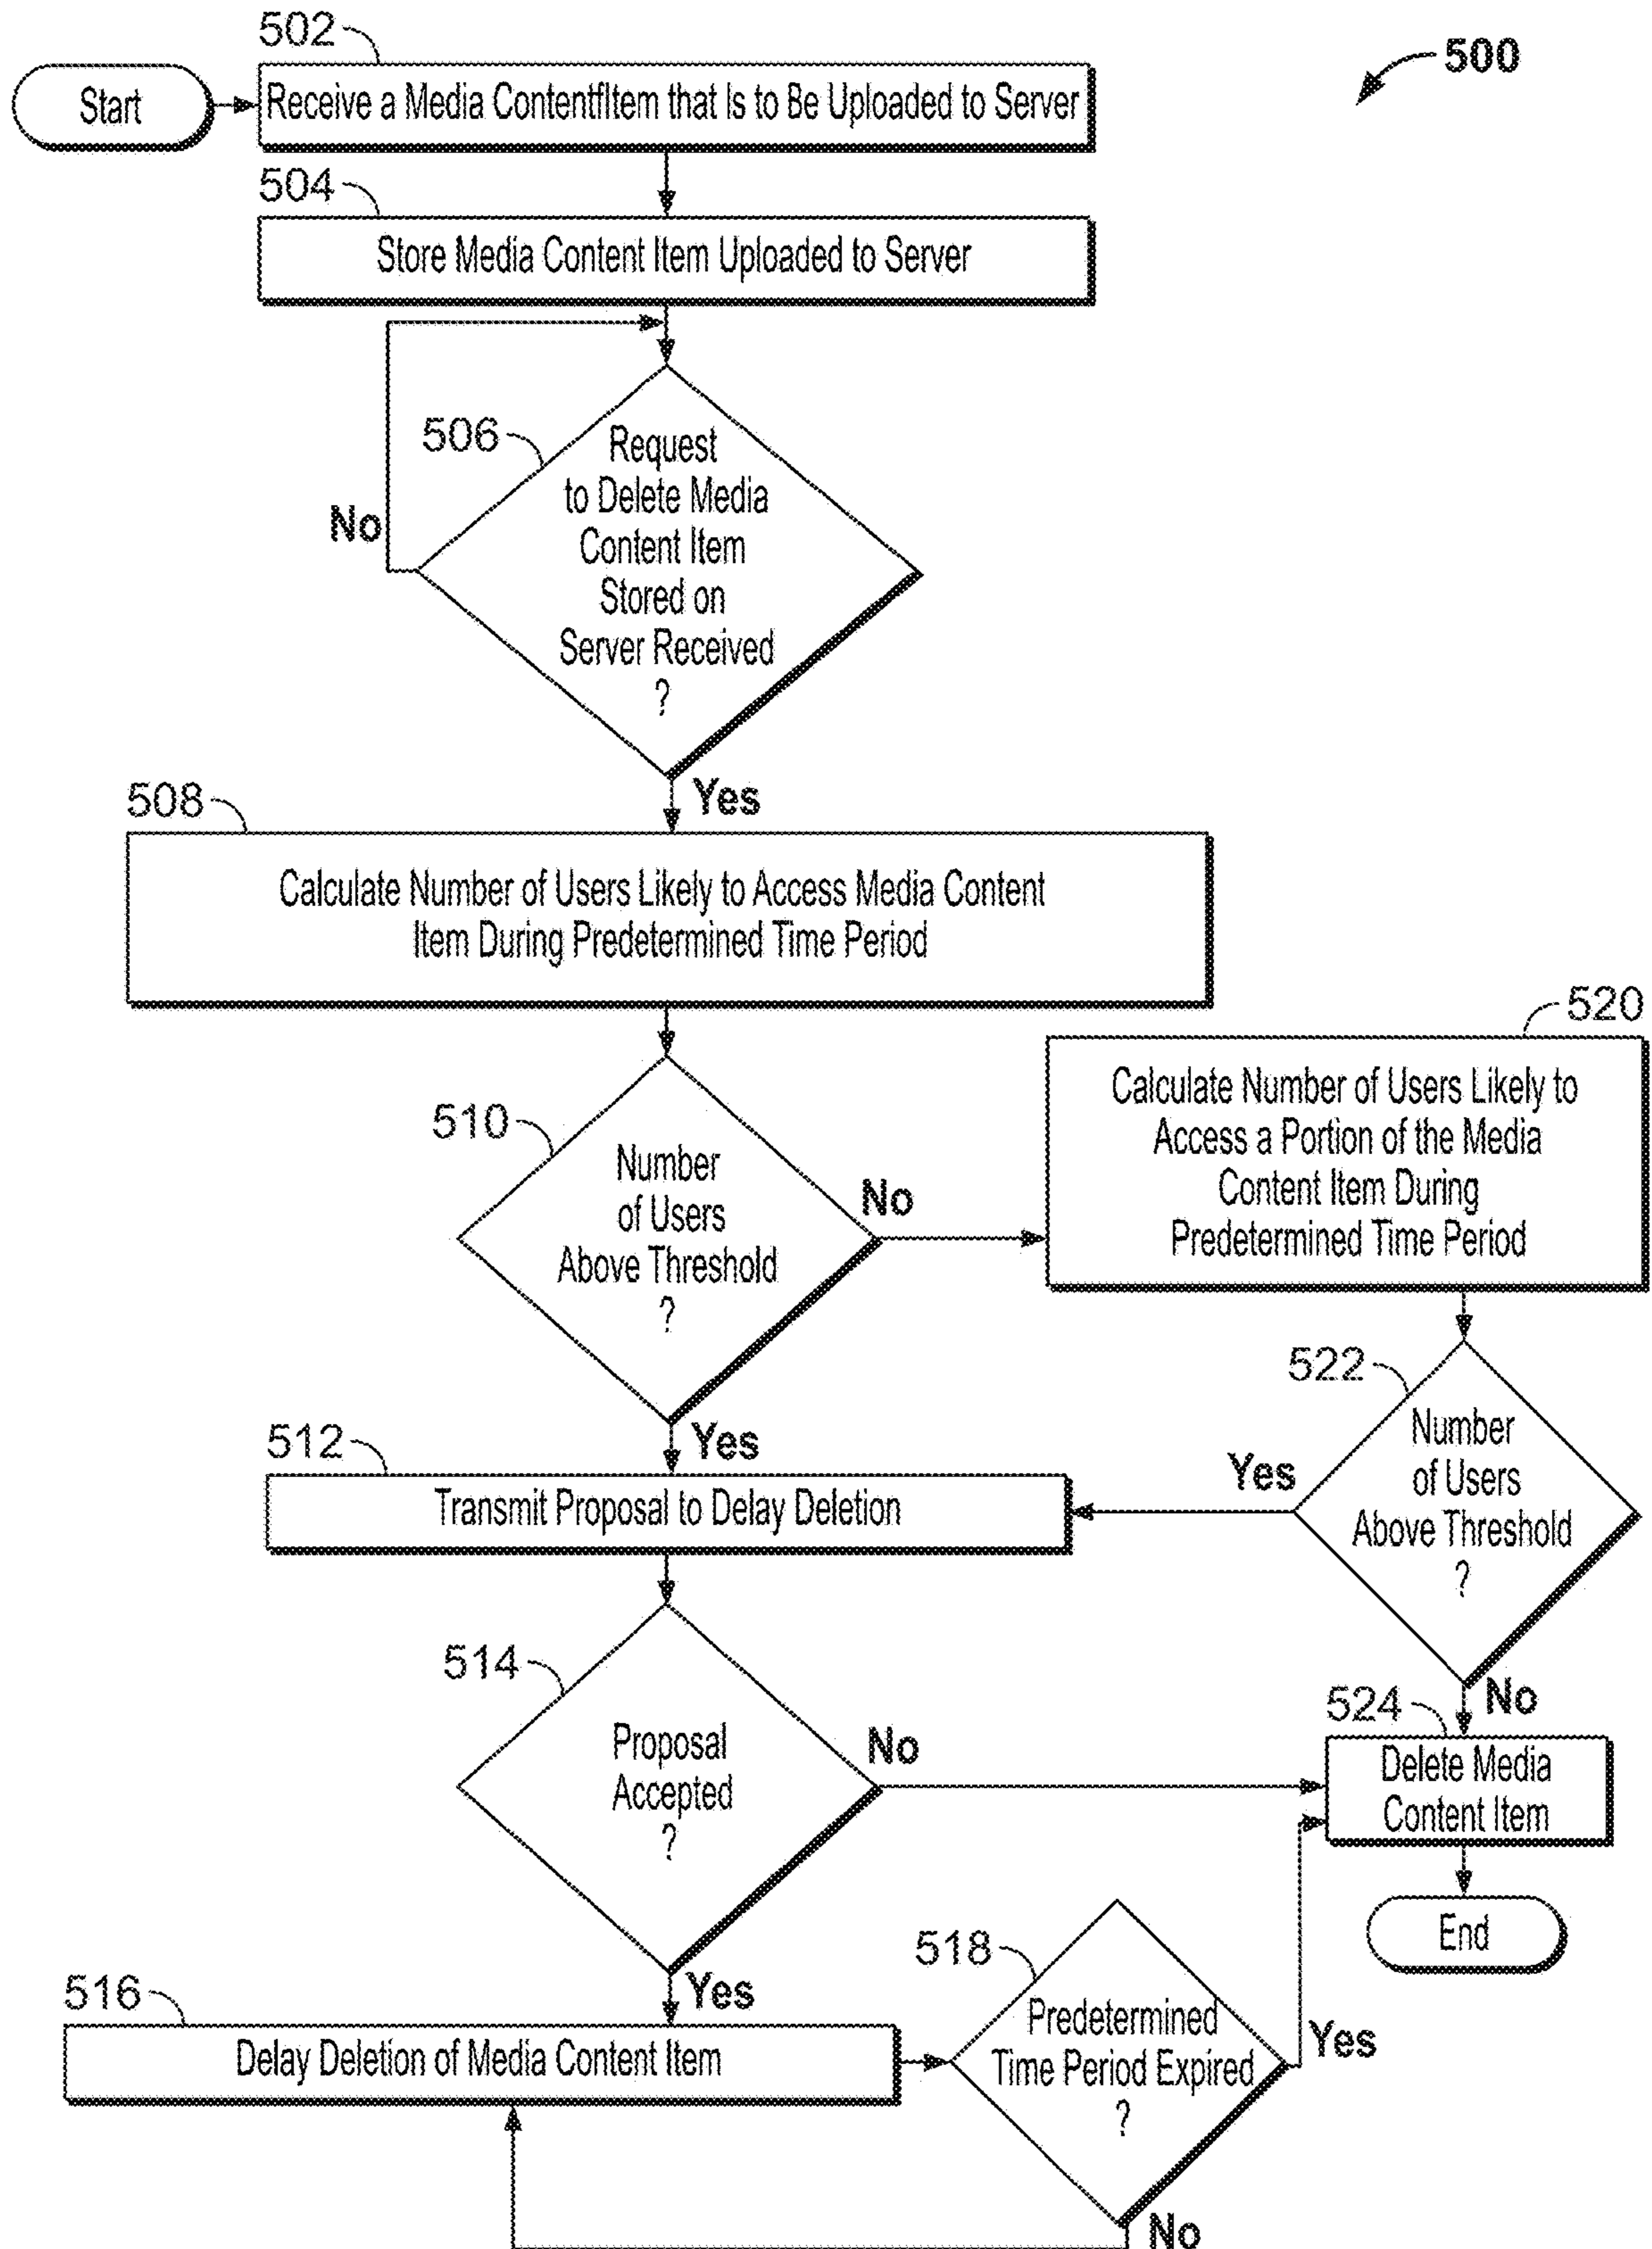 502
500
Start
Receive a Media ContentfItem that Is to Be Uploaded to Server
504
Store Media Content Item Uploaded to Server
506
Request
to Delete Media
Content Item
Stored on
Server Received
?
No
Yes
508
Calculate Number of Users Likely to Access Media Content
Item During Predetermined Time Period
520
Calculate Number of Users Likely to
Access a Portion of the Media
Content Item During
Predetermined Time Period
510
Number
of Users
Above Threshold
?
No
Yes
522
Number
of Users
Above Threshold
?
Yes
No
512
Transmit Proposal to Delay Deletion
514
Proposal
Accepted
?
No
Yes
524
Delete Media
Content Item
End
516
Delay Deletion of Media Content Item
518
Predetermined
Time Period Expired
?
Yes
No